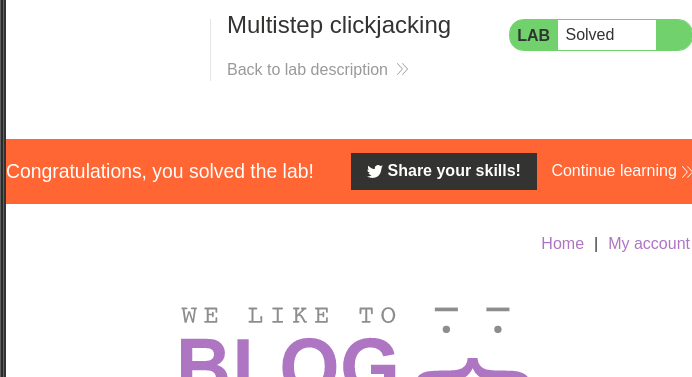 Multistep clickjacking
LAB Solved
Back to lab description
Congratulations, you solved the lab!
Share your skills!
Continue learning
Home | My account
WE LIKE TO
BLOG